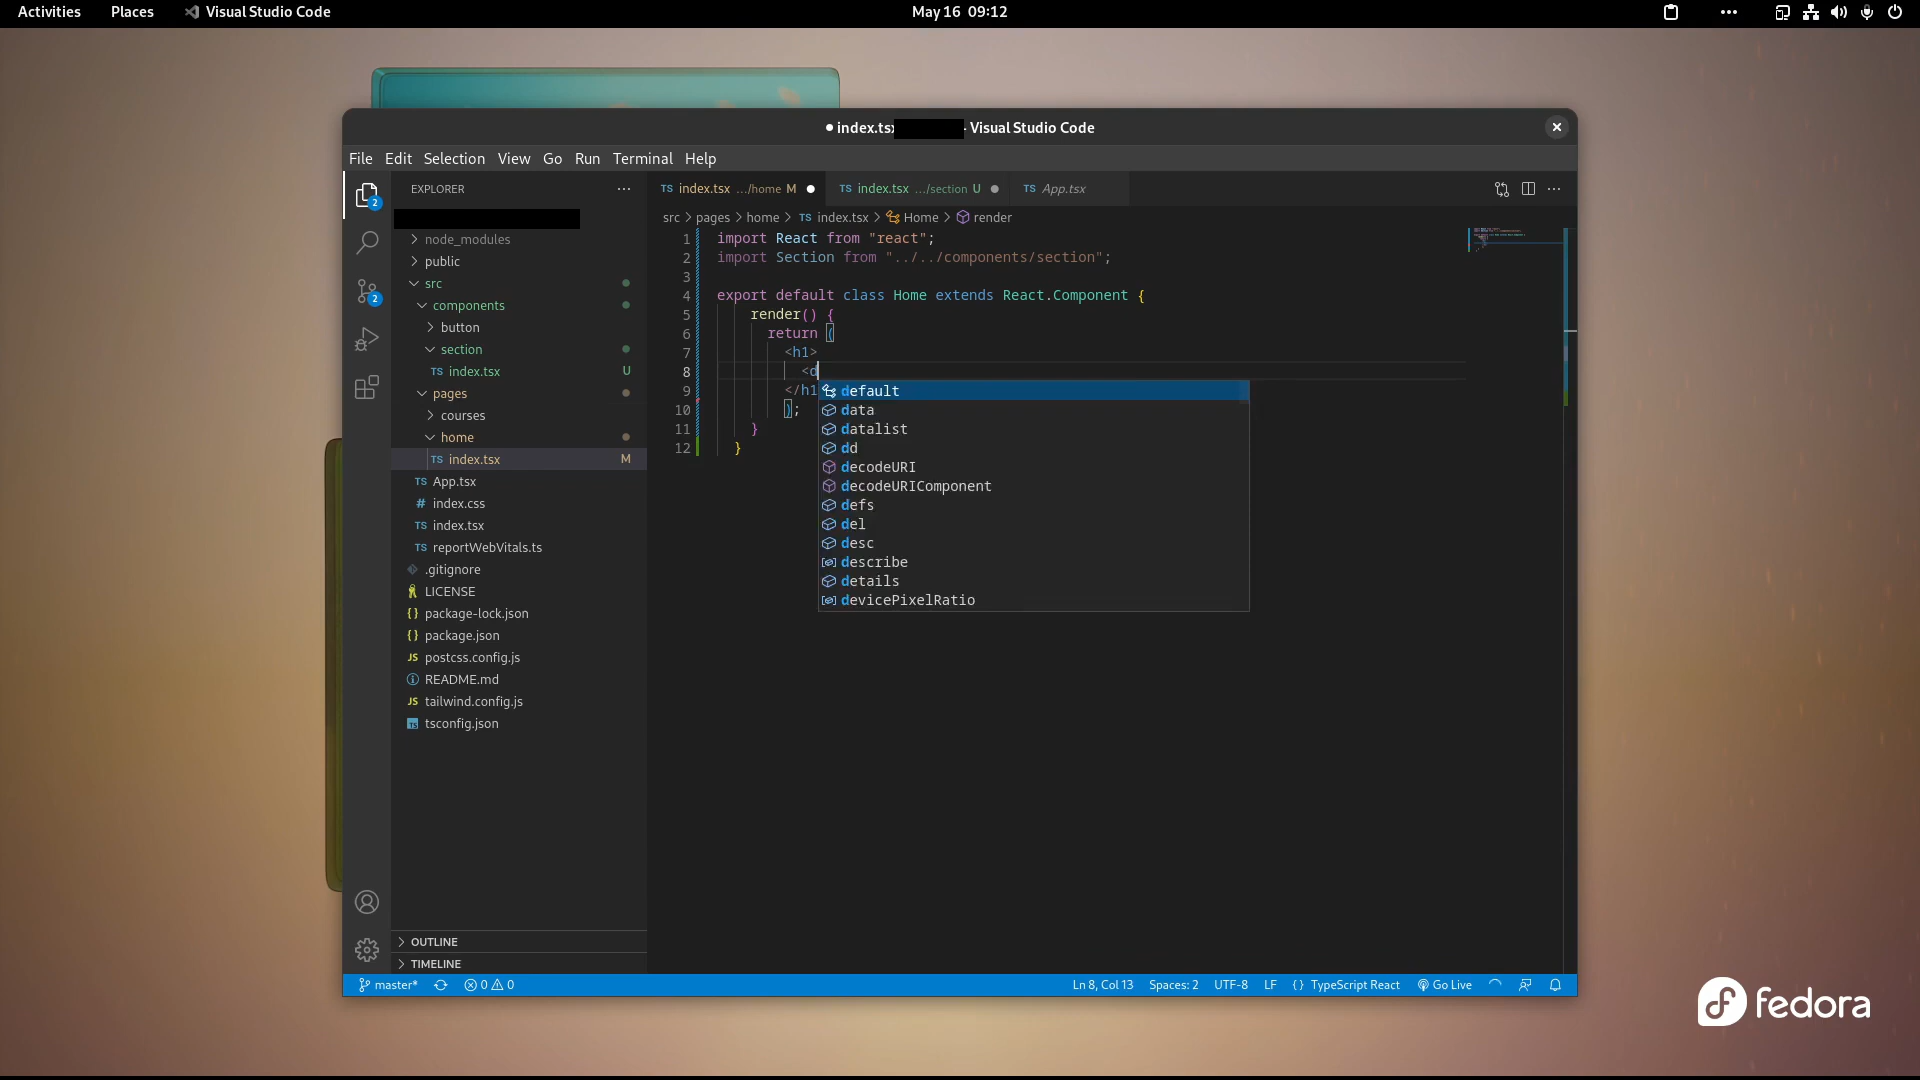 Activities Places Visual Studio Code May 16 09:12
index.tsx - Visual Studio Code
File Edit Selection View Go Run Terminal Help
EXPLORER
node_modules
public
src
components
button
section
index.tsx U
pages
courses
home
index.tsx M
App.tsx
index.css
index.tsx
reportWebVitals.ts
.gitignore
LICENSE
package-lock.json
package.json
postcss.config.js
README.md
tailwind.config.js
tsconfig.json
OUTLINE
TIMELINE
2
2
TS index.tsx .../home M TS index.tsx .../section U TS App.tsx
src > pages > home > TS index.tsx > Home > render
1 import React from "react";
2 import Section from "../../components/section";
3
4 export default class Home extends React.Component {
5 render() {
6 return (
7 <h1>
8 <d
9 </h1
10 );
11 }
12 }
default
data
datalist
dd
decodeURI
decodeURIComponent
defs
del
desc
describe
details
devicePixelRatio
master* 0 0 Ln 8, Col 13 Spaces: 2 UTF-8 LF {} TypeScript React Go Live
fedora